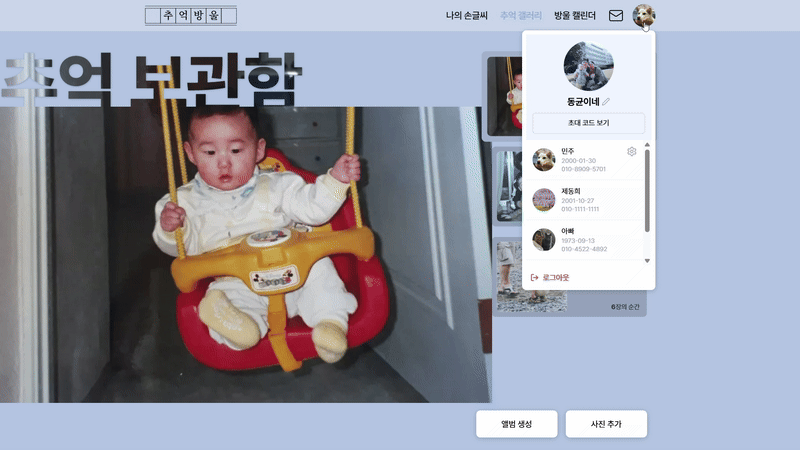 추억방울
나의 손글씨
추억 갤러리
방울 캘린더
추억 보관함
동균이네
초대 코드 보기
민주
2000-01-30
010-8909-5701
제동희
2001-10-27
010-1111-1111
아빠
1973-09-13
010-4522-4892
로그아웃
6장의 순간
앨범 생성
사진 추가